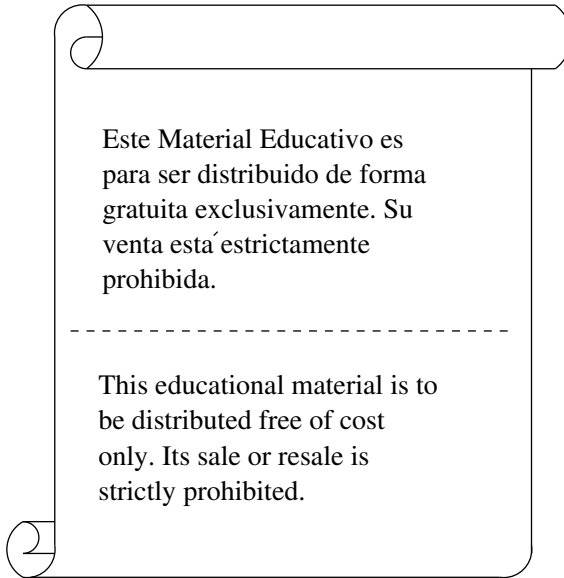 Este Material Educativo es
para ser distribuido de forma
gratuita exclusivamente. Su
venta esta´estrictamente
prohibida.
This educational material is to
be distributed free of cost
only. Its sale or resale is
strictly prohibited.